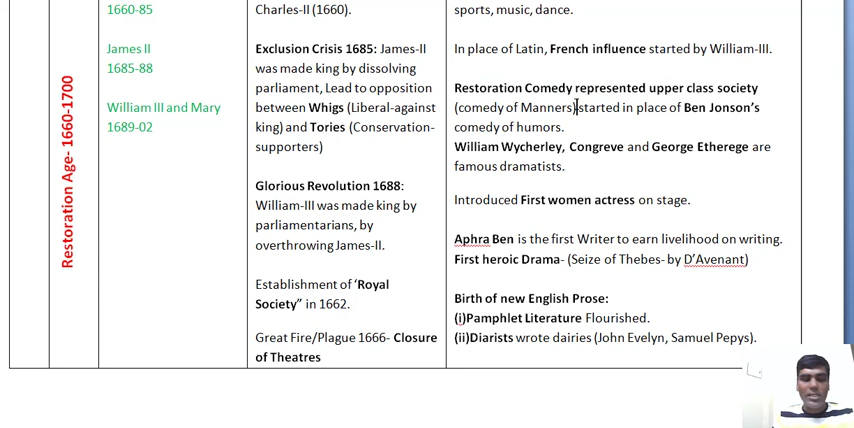 Restoration Age- 1660-1700
1660-85
James II
1685-88
William III and Mary
1689-02
Charles-II (1660).
Exclusion Crisis 1685: James-II
was made king by dissolving
parliament, Lead to opposition
between Whigs (Liberal-against
king) and Tories (Conservation-
supporters)
Glorious Revolution 1688:
William-III was made king by
parliamentarians, by
overthrowing James-II.
Establishment of ‘Royal
Society” in 1662.
Great Fire/Plague 1666- Closure
of Theatres
sports, music, dance.
In place of Latin, French influence started by William-III.
Restoration Comedy represented upper class society
(comedy of Manners) started in place of Ben Jonson’s
comedy of humors.
William Wycherley, Congreve and George Etherege are
famous dramatists.
Introduced First women actress on stage.
Aphra Ben is the first Writer to earn livelihood on writing.
First heroic Drama- (Seize of Thebes- by D’Avenant)
Birth of new English Prose:
(i)Pamphlet Literature Flourished.
(ii)Diarists wrote dairies (John Evelyn, Samuel Pepys).